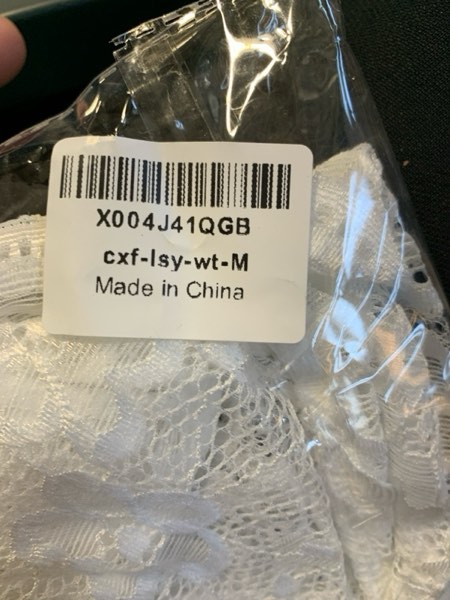 X004J41QGB
cxf-lsy-wt-M
Made in China